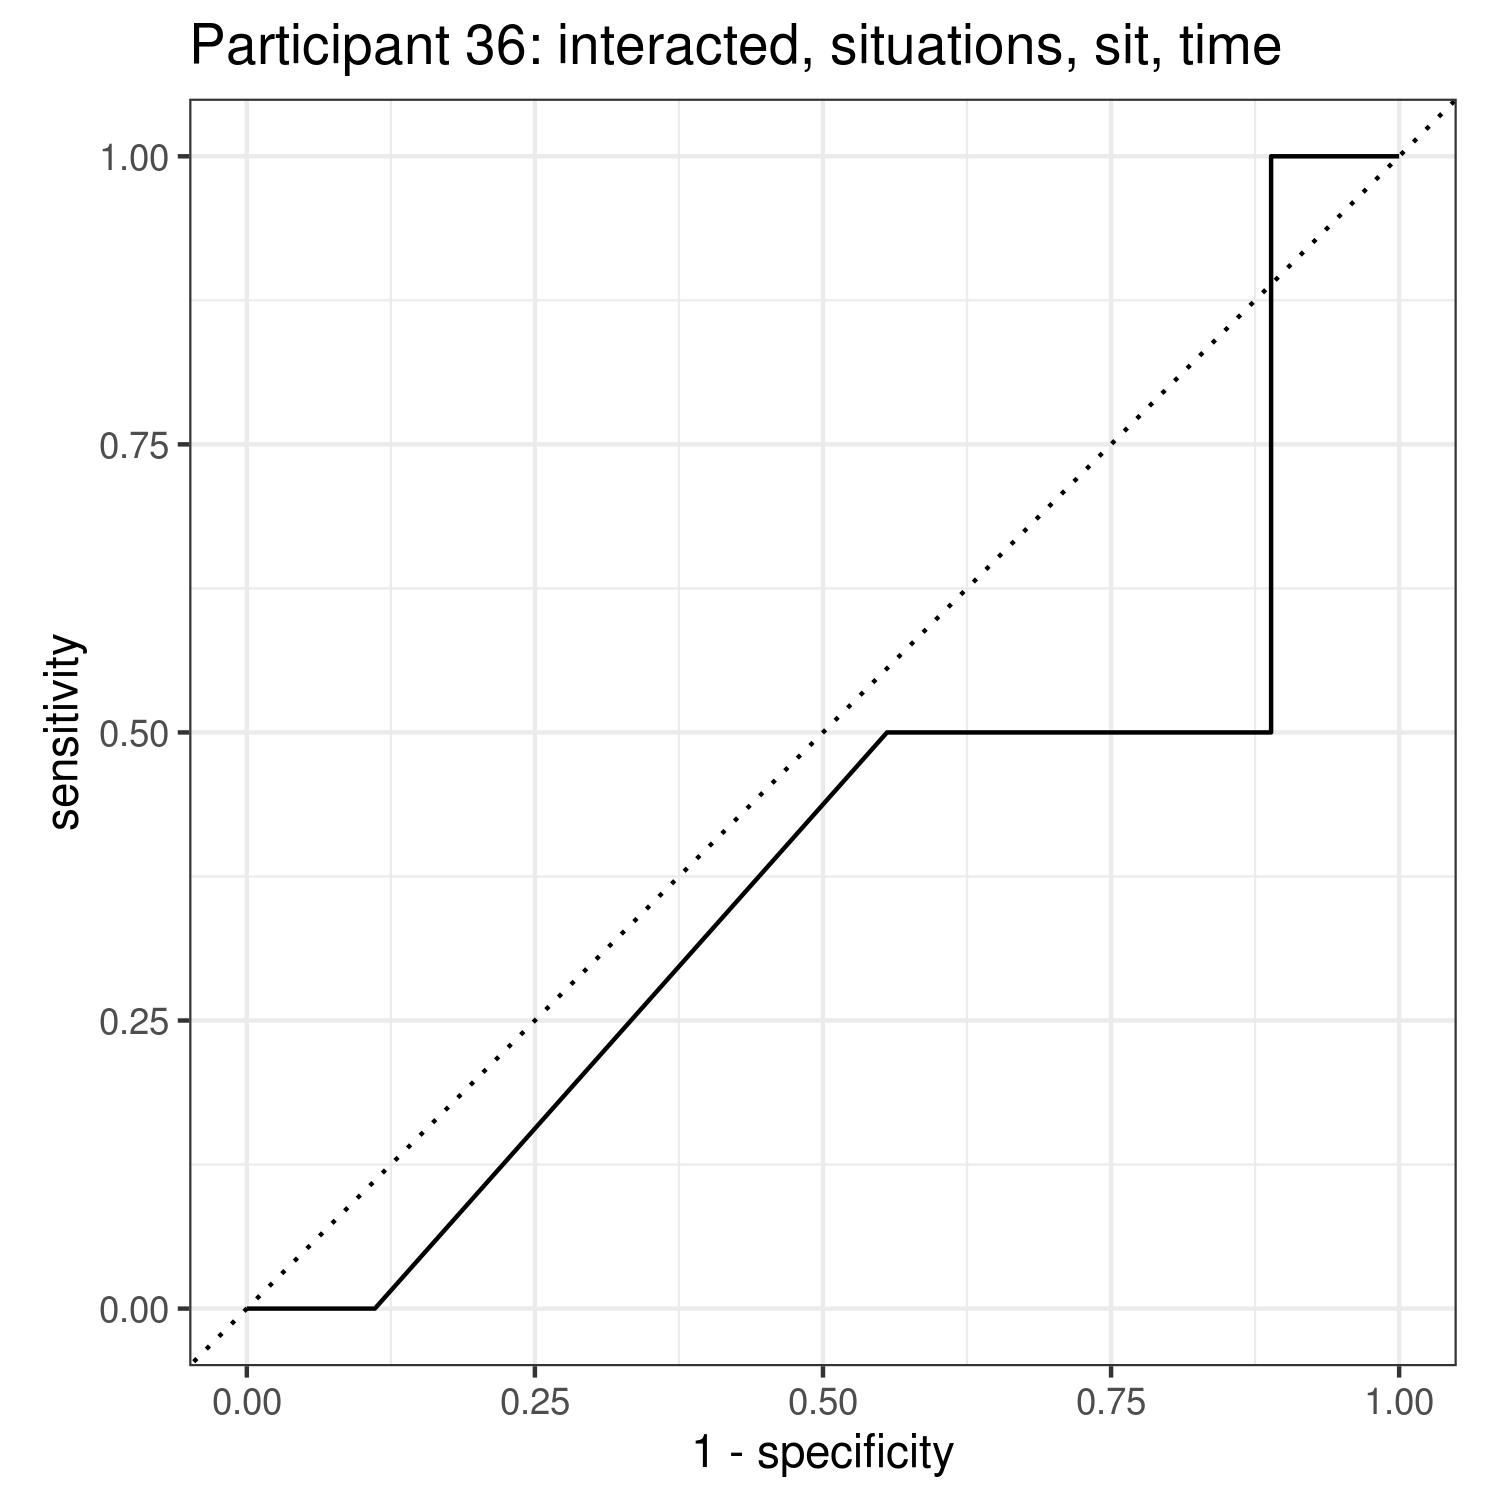 Participant 36: interacted, situations, sit, time
1.00
0.75
0.50
0.25
0.00
sensitivity
0.00 0.25 0.50 0.75 1.00
1 - specificity